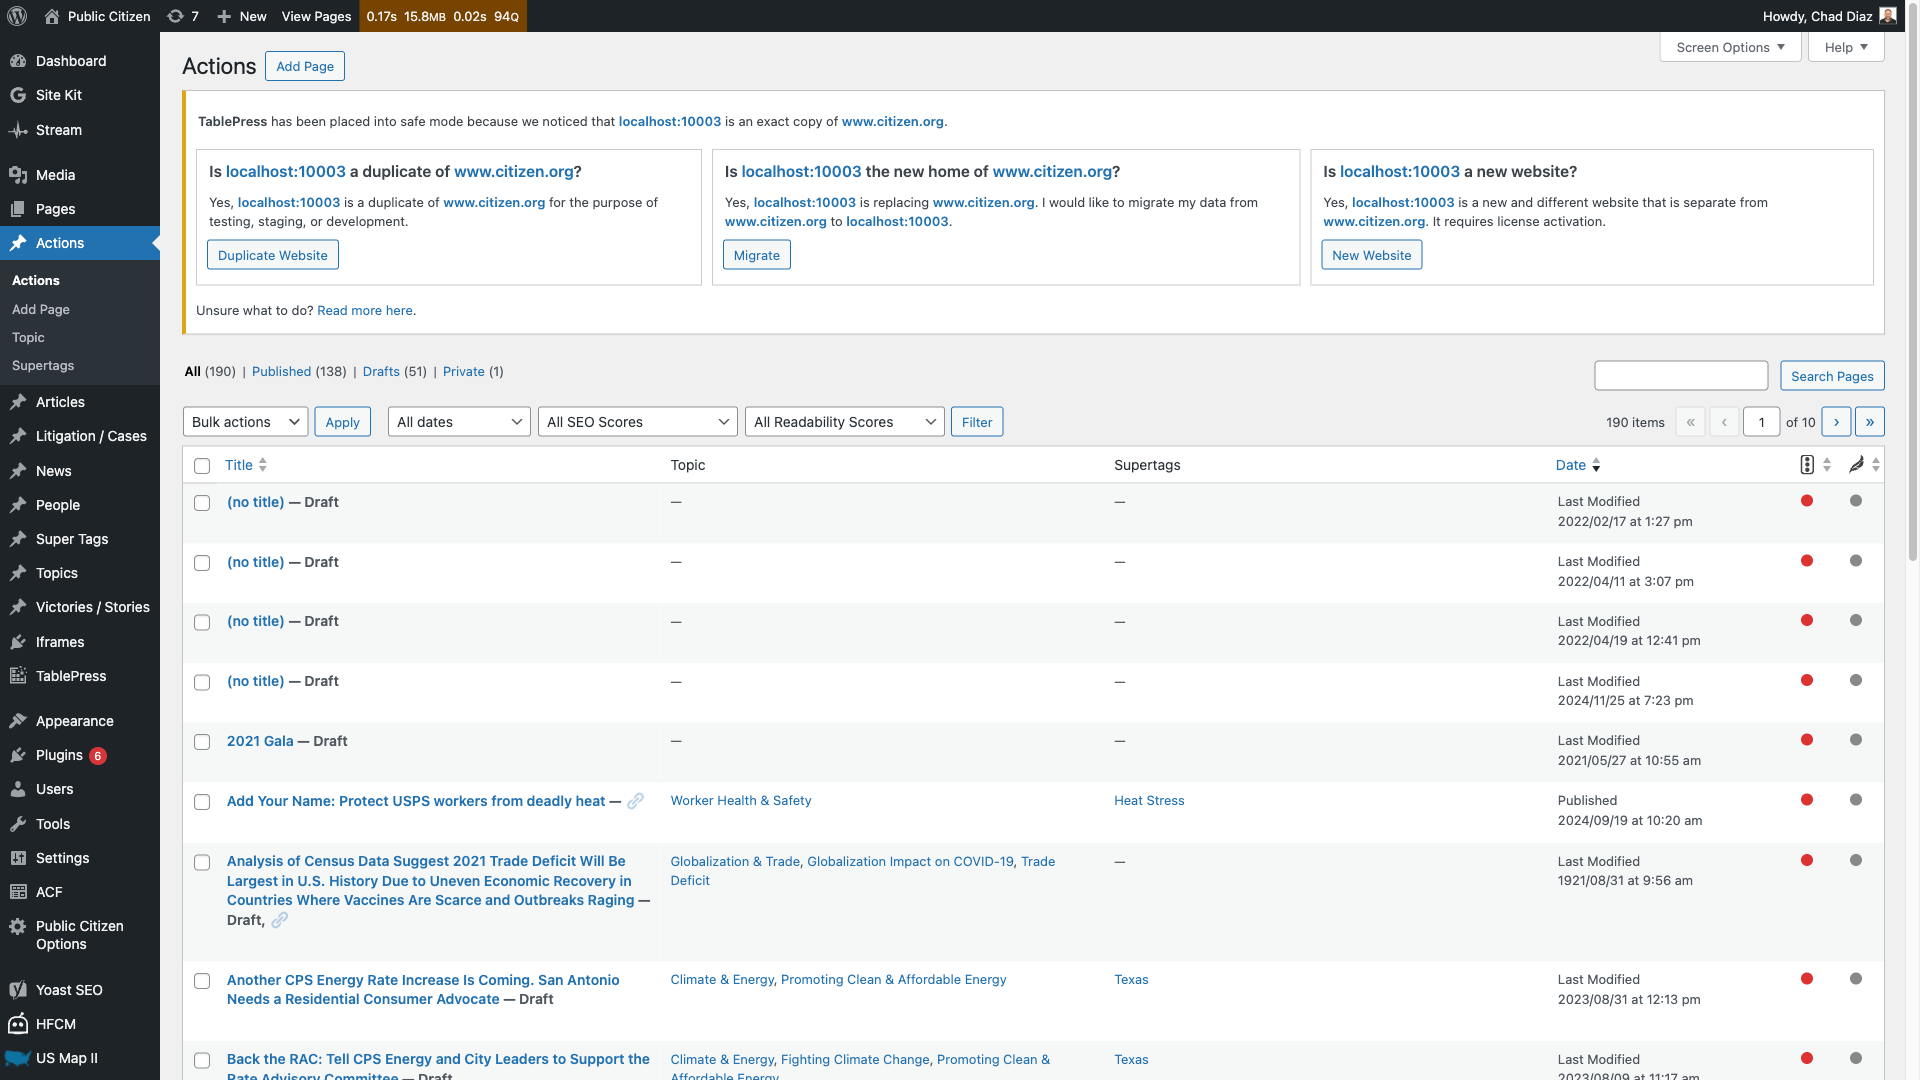 Public Citizen 7 New View Pages 0.17s 15.8MB 0.02s 94Q Howdy, Chad Diaz
Dashboard
Site Kit
Stream
Media
Pages
Actions
Actions
Add Page
Topic
Supertags
Articles
Litigation / Cases
News
People
Super Tags
Topics
Victories / Stories
Iframes
TablePress
Appearance
Plugins 6
Users
Tools
Settings
ACF
Public Citizen
Options
Yoast SEO
HFCM
US Map II
Screen Options Help
Actions Add Page
TablePress has been placed into safe mode because we noticed that localhost:10003 is an exact copy of www.citizen.org.
Is localhost:10003 a duplicate of www.citizen.org?
Yes, localhost:10003 is a duplicate of www.citizen.org for the purpose of
testing, staging, or development.
Duplicate Website
Is localhost:10003 the new home of www.citizen.org?
Yes, localhost:10003 is replacing www.citizen.org. I would like to migrate my data from
www.citizen.org to localhost:10003.
Migrate
Is localhost:10003 a new website?
Yes, localhost:10003 is a new and different website that is separate from
www.citizen.org. It requires license activation.
New Website
Unsure what to do? Read more here.
All (190) | Published (138) | Drafts (51) | Private (1)
Search Pages
Bulk actions Apply All dates All SEO Scores All Readability Scores Filter 190 items « ‹ 1 of 10 › »
Title Topic Supertags Date
(no title) — Draft — — Last Modified
2022/02/17 at 1:27 pm
(no title) — Draft — — Last Modified
2022/04/11 at 3:07 pm
(no title) — Draft — — Last Modified
2022/04/19 at 12:41 pm
(no title) — Draft — — Last Modified
2024/11/25 at 7:23 pm
2021 Gala — Draft — — Last Modified
2021/05/27 at 10:55 am
Add Your Name: Protect USPS workers from deadly heat — Worker Health & Safety Heat Stress Published
2024/09/19 at 10:20 am
Analysis of Census Data Suggest 2021 Trade Deficit Will Be
Largest in U.S. History Due to Uneven Economic Recovery in
Countries Where Vaccines Are Scarce and Outbreaks Raging —
Draft,
Globalization & Trade, Globalization Impact on COVID-19, Trade
Deficit
—
Last Modified
1921/08/31 at 9:56 am
Another CPS Energy Rate Increase Is Coming. San Antonio
Needs a Residential Consumer Advocate — Draft
Climate & Energy, Promoting Clean & Affordable Energy
Texas
Last Modified
2023/08/31 at 12:13 pm
Back the RAC: Tell CPS Energy and City Leaders to Support the
Rate Advisory Committee — Draft
Climate & Energy, Fighting Climate Change, Promoting Clean &
Affordable Energy
Texas
Last Modified
2023/08/09 at 11:17 am